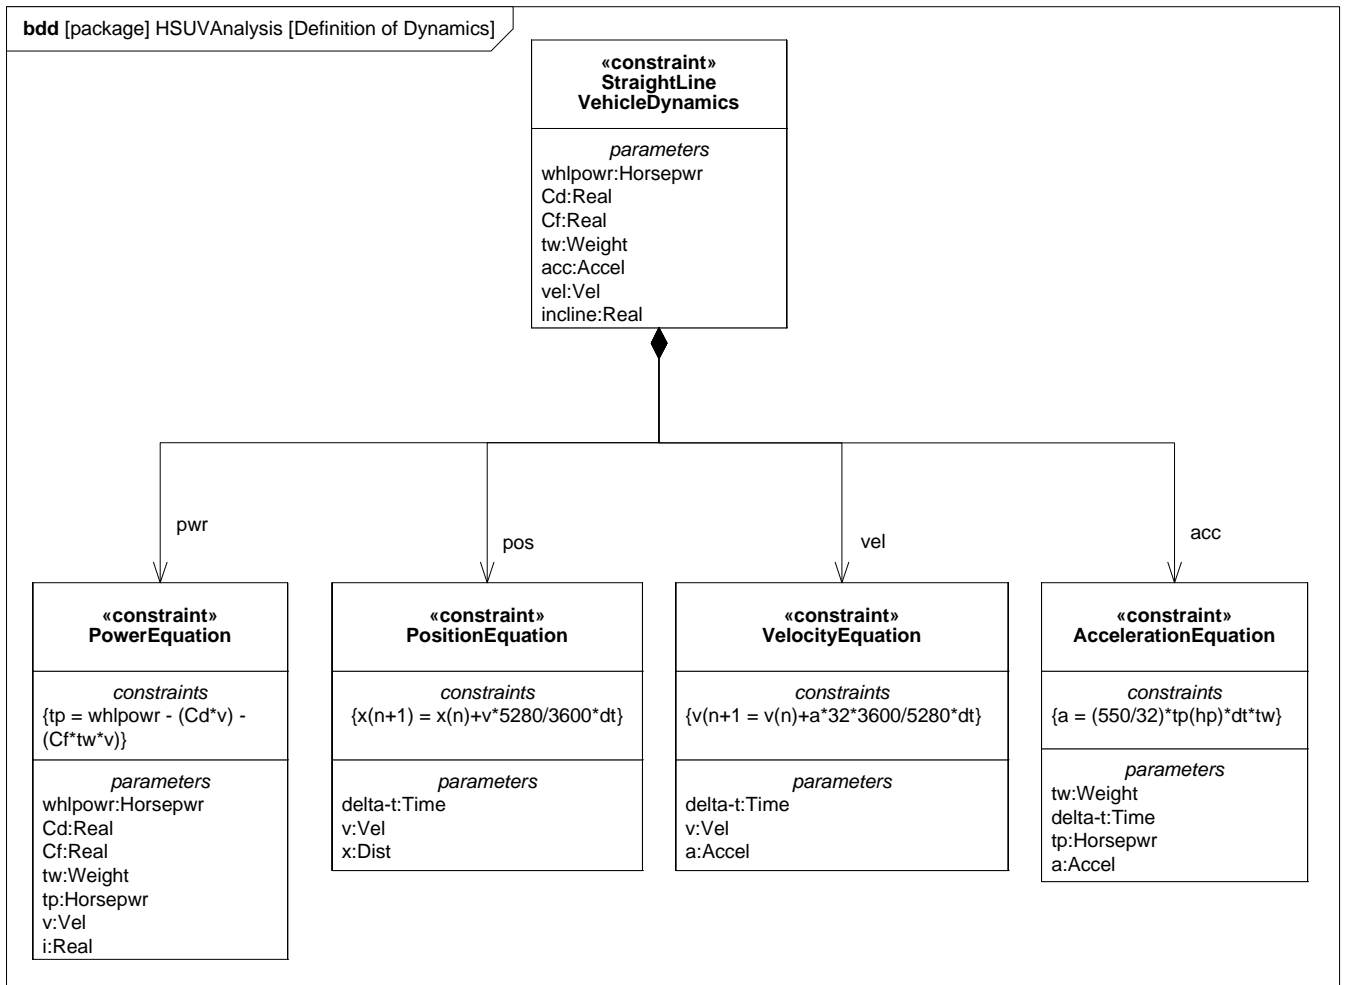 bdd [package] HSUVAnalysis [Definition of Dynamics]
«constraint»
StraightLine
VehicleDynamics
parameters
whlpowr:Horsepwr
Cd:Real
Cf:Real
tw:Weight
acc:Accel
vel:Vel
incline:Real
pwr
pos
vel
acc
«constraint»
PowerEquation
constraints
{tp = whlpowr - (Cd*v) -
(Cf*tw*v)}
parameters
whlpowr:Horsepwr
Cd:Real
Cf:Real
tw:Weight
tp:Horsepwr
v:Vel
i:Real
«constraint»
PositionEquation
constraints
{x(n+1) = x(n)+v*5280/3600*dt}
parameters
delta-t:Time
v:Vel
x:Dist
«constraint»
VelocityEquation
constraints
{v(n+1 = v(n)+a*32*3600/5280*dt}
parameters
delta-t:Time
v:Vel
a:Accel
«constraint»
AccelerationEquation
constraints
{a = (550/32)*tp(hp)*dt*tw}
parameters
tw:Weight
delta-t:Time
tp:Horsepwr
a:Accel